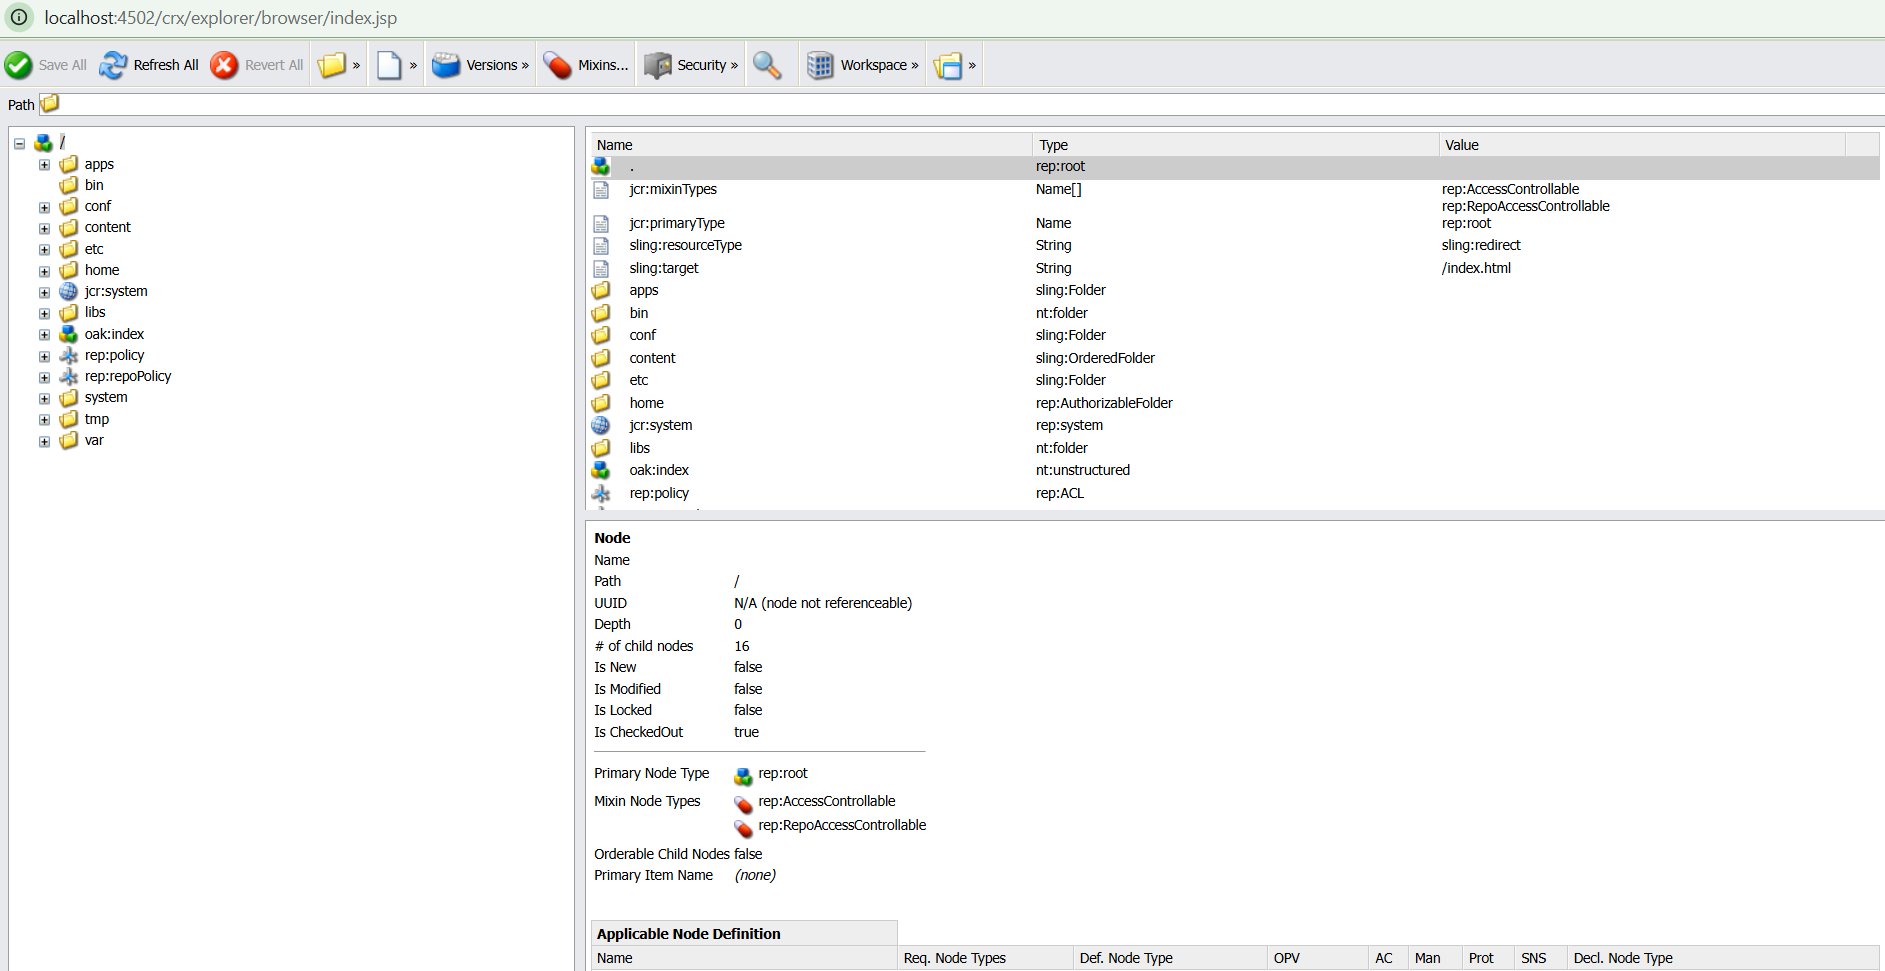 localhost:4502/crx/explorer/browser/index.jsp
Save All Refresh All Revert All » » Versions » Mixins... Security » Workspace » »
Path
/
apps
bin
conf
content
etc
home
jcr:system
libs
oak:index
rep:policy
rep:repoPolicy
system
tmp
var
Name Type Value
. rep:root
jcr:mixinTypes Name[] rep:AccessControllable
rep:RepoAccessControllable
jcr:primaryType Name rep:root
sling:resourceType String sling:redirect
sling:target String /index.html
apps sling:Folder
bin nt:folder
conf sling:Folder
content sling:OrderedFolder
etc sling:Folder
home rep:AuthorizableFolder
jcr:system rep:system
libs nt:folder
oak:index nt:unstructured
rep:policy rep:ACL
Node
Name
Path /
UUID N/A (node not referenceable)
Depth 0
# of child nodes 16
Is New false
Is Modified false
Is Locked false
Is CheckedOut true
Primary Node Type rep:root
Mixin Node Types rep:AccessControllable
rep:RepoAccessControllable
Orderable Child Nodes false
Primary Item Name (none)
Applicable Node Definition
Name Req. Node Types Def. Node Type OPV AC Man Prot SNS Decl. Node Type